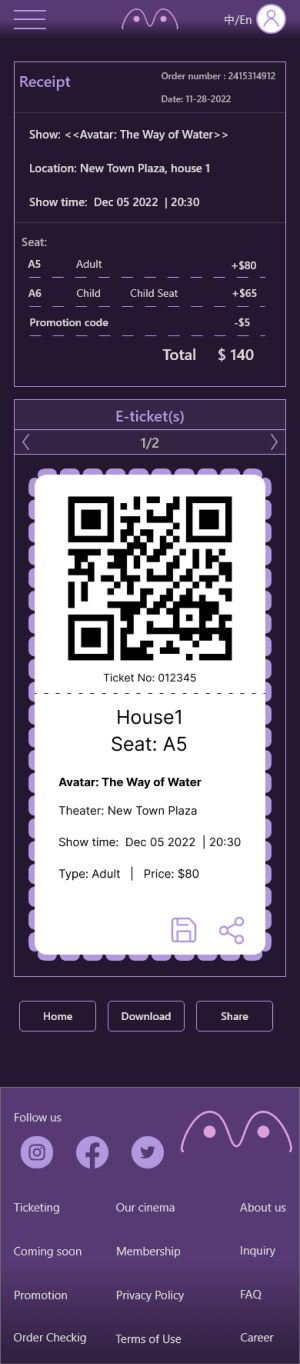 中/En
Receipt
Order number : 2415314912
Date: 11-28-2022
Show: <<Avatar: The Way of Water>>
Location: New Town Plaza, house 1
Show time: Dec 05 2022 | 20:30
Seat:
A5 Adult +$80
A6 Child Child Seat +$65
Promotion code -$5
Total $ 140
E-ticket(s)
1/2
Ticket No: 012345
House1
Seat: A5
Avatar: The Way of Water
Theater: New Town Plaza
Show time: Dec 05 2022 | 20:30
Type: Adult | Price: $80
Home Download Share
Follow us
Ticketing Our cinema About us
Coming soon Membership Inquiry
Promotion Privacy Policy FAQ
Order Checkig Terms of Use Career